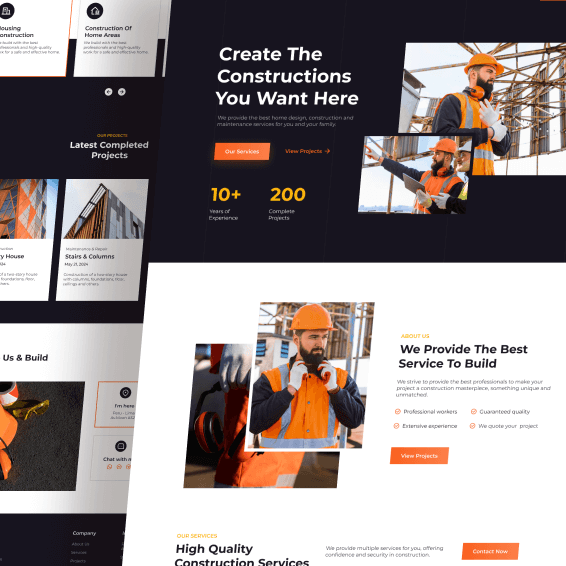 Housing
Construction
build with the best
professionals and high-quality
work for a safe and effective home.
Construction Of
Home Areas
We build with the best
professionals and high-quality
work for a safe and effective home.
OUR PROJECTS
Latest Completed
Projects
House
2024
of a two-story house
foundations, floor,
Maintenance & Repair
Stairs & Columns
May 21, 2024
Construction of a two-story house
with columns, foundations, floor,
ceilings and others.
Us & Build
I'm here
Chat with
Company
About Us
Services
Projects
Create The
Constructions
You Want Here
We provide the best home design, construction and
maintenance services for you and your family.
Our Services
View Projects
10+
Years of
Experience
200
Complete
Projects
ABOUT US
We Provide The Best
Service To Build
We strive to provide the best professionals to make your
project a construction masterpiece, something unique and
unmatched.
Professional workers
Guaranteed quality
Extensive experience
We quote your project
View Projects
OUR SERVICES
High Quality
Construction Services
We provide multiple services for you, offering
confidence and security in construction.
Contact Now